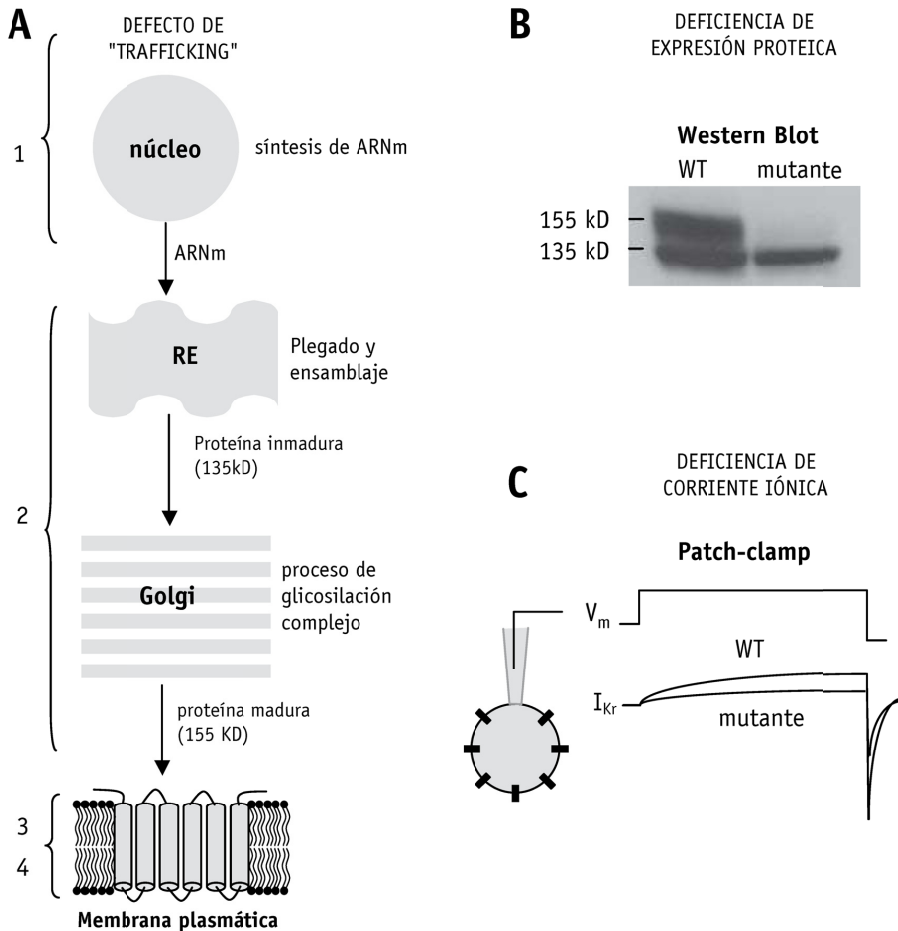 A
DEFECTO DE
"TRAFFICKING"
1
núcleo
síntesis de ARNm
ARNm
2
RE
Plegado y
ensamblaje
Proteína inmadura
(135kD)
Golgi
proceso de
glicosilación
complejo
proteína madura
(155 KD)
3
4
Membrana plasmática
B
DEFICIENCIA DE
EXPRESIÓN PROTEICA
Western Blot
WT mutante
155 kD
135 kD
C
DEFICIENCIA DE
CORRIENTE IÓNICA
Patch-clamp
Vm
WT
IKr
mutante